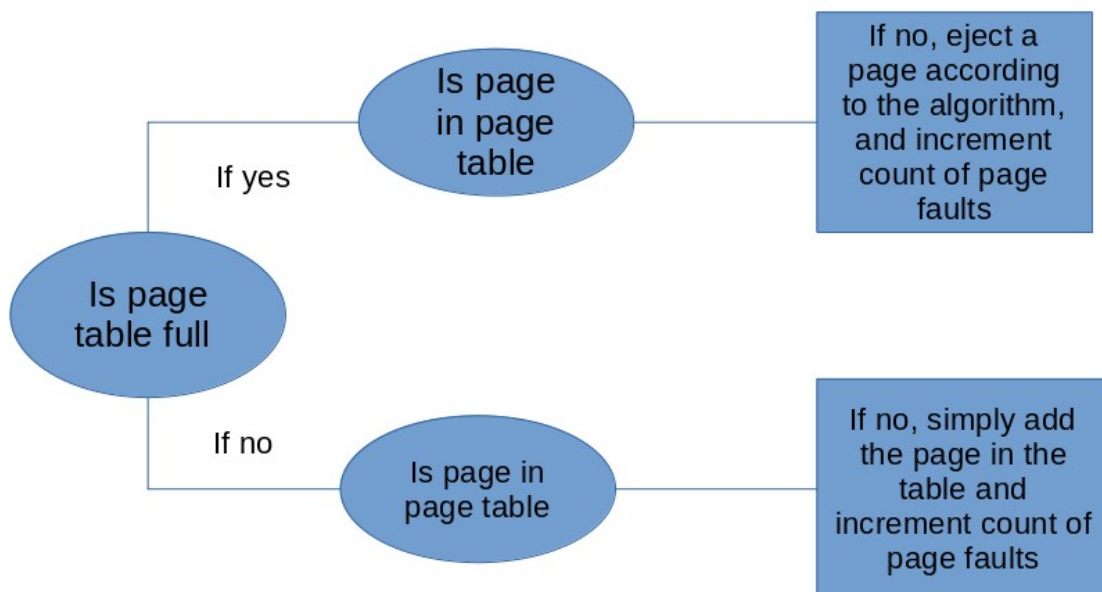 Is page
in page
table
If no, eject a
page according
to the algorithm,
and increment
count of page
faults
If yes
Is page
table full
If no
Is page in
page table
If no, simply add
the page in the
table and
increment count of
page faults